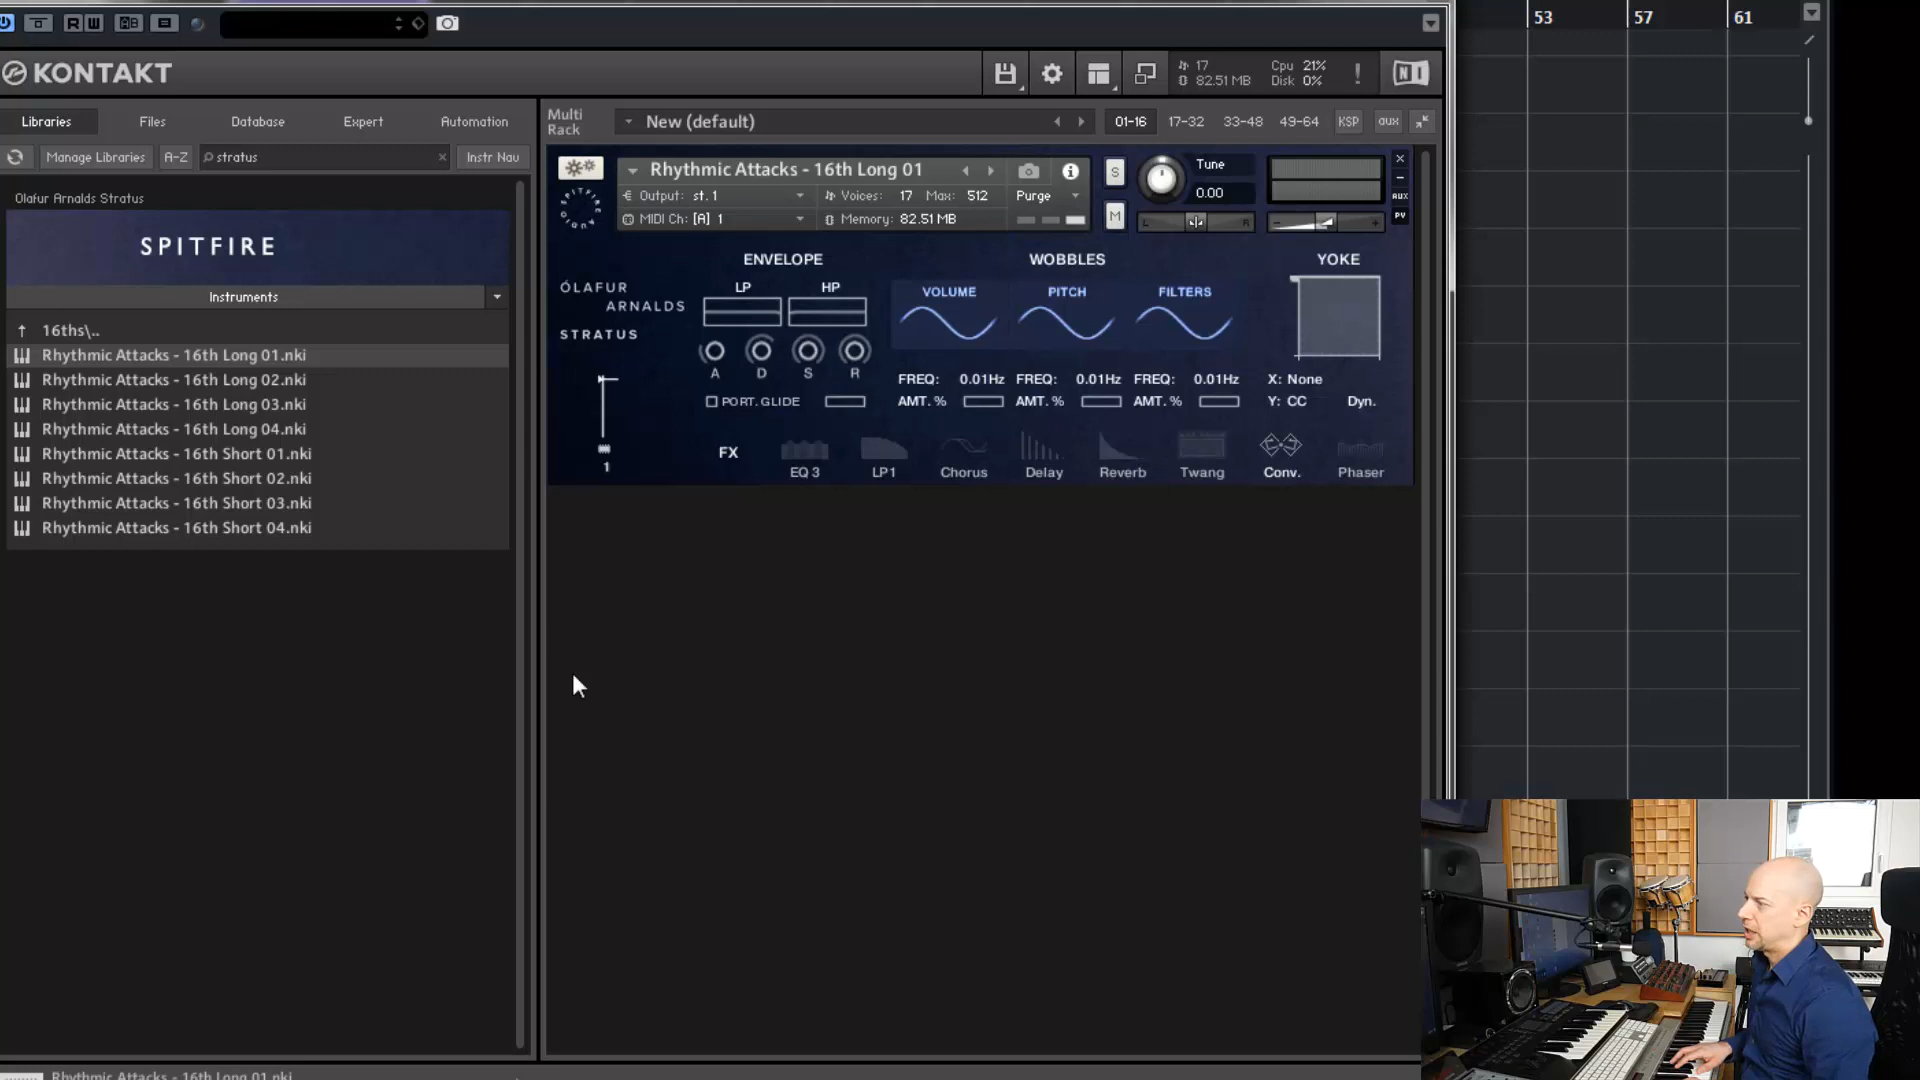 53 57 61
R W
KONTAKT
17
82.51 MB
Cpu 21%
Disk 0%
!
NI
Libraries Files Database Expert Automation
Multi
Rack
New (default)
01-16 17-32 33-48 49-64 KSP aux
Manage Libraries A-Z stratus × Instr Nav
Olafur Arnalds Stratus
SPITFIRE
Instruments
16ths\..
Rhythmic Attacks - 16th Long 01.nki
Rhythmic Attacks - 16th Long 02.nki
Rhythmic Attacks - 16th Long 03.nki
Rhythmic Attacks - 16th Long 04.nki
Rhythmic Attacks - 16th Short 01.nki
Rhythmic Attacks - 16th Short 02.nki
Rhythmic Attacks - 16th Short 03.nki
Rhythmic Attacks - 16th Short 04.nki
SPITFIRE AUDIO
Rhythmic Attacks - 16th Long 01
Output: st.1 Voices: 17 Max: 512 Purge
MIDI Ch: [A] 1 Memory: 82.51 MB
S
M
Tune
0.00
L R
- +
AUX
PV
ÓLAFUR
ARNALDS
STRATUS
1
ENVELOPE
LP HP
A D S R
PORT. GLIDE
WOBBLES
VOLUME PITCH FILTERS
FREQ: 0.01Hz FREQ: 0.01Hz FREQ: 0.01Hz
AMT. % AMT. % AMT. %
YOKE
X: None
Y: CC Dyn.
FX EQ 3 LP1 Chorus Delay Reverb Twang Conv. Phaser
Rhythmic Attacks - 16th Long 01.nki